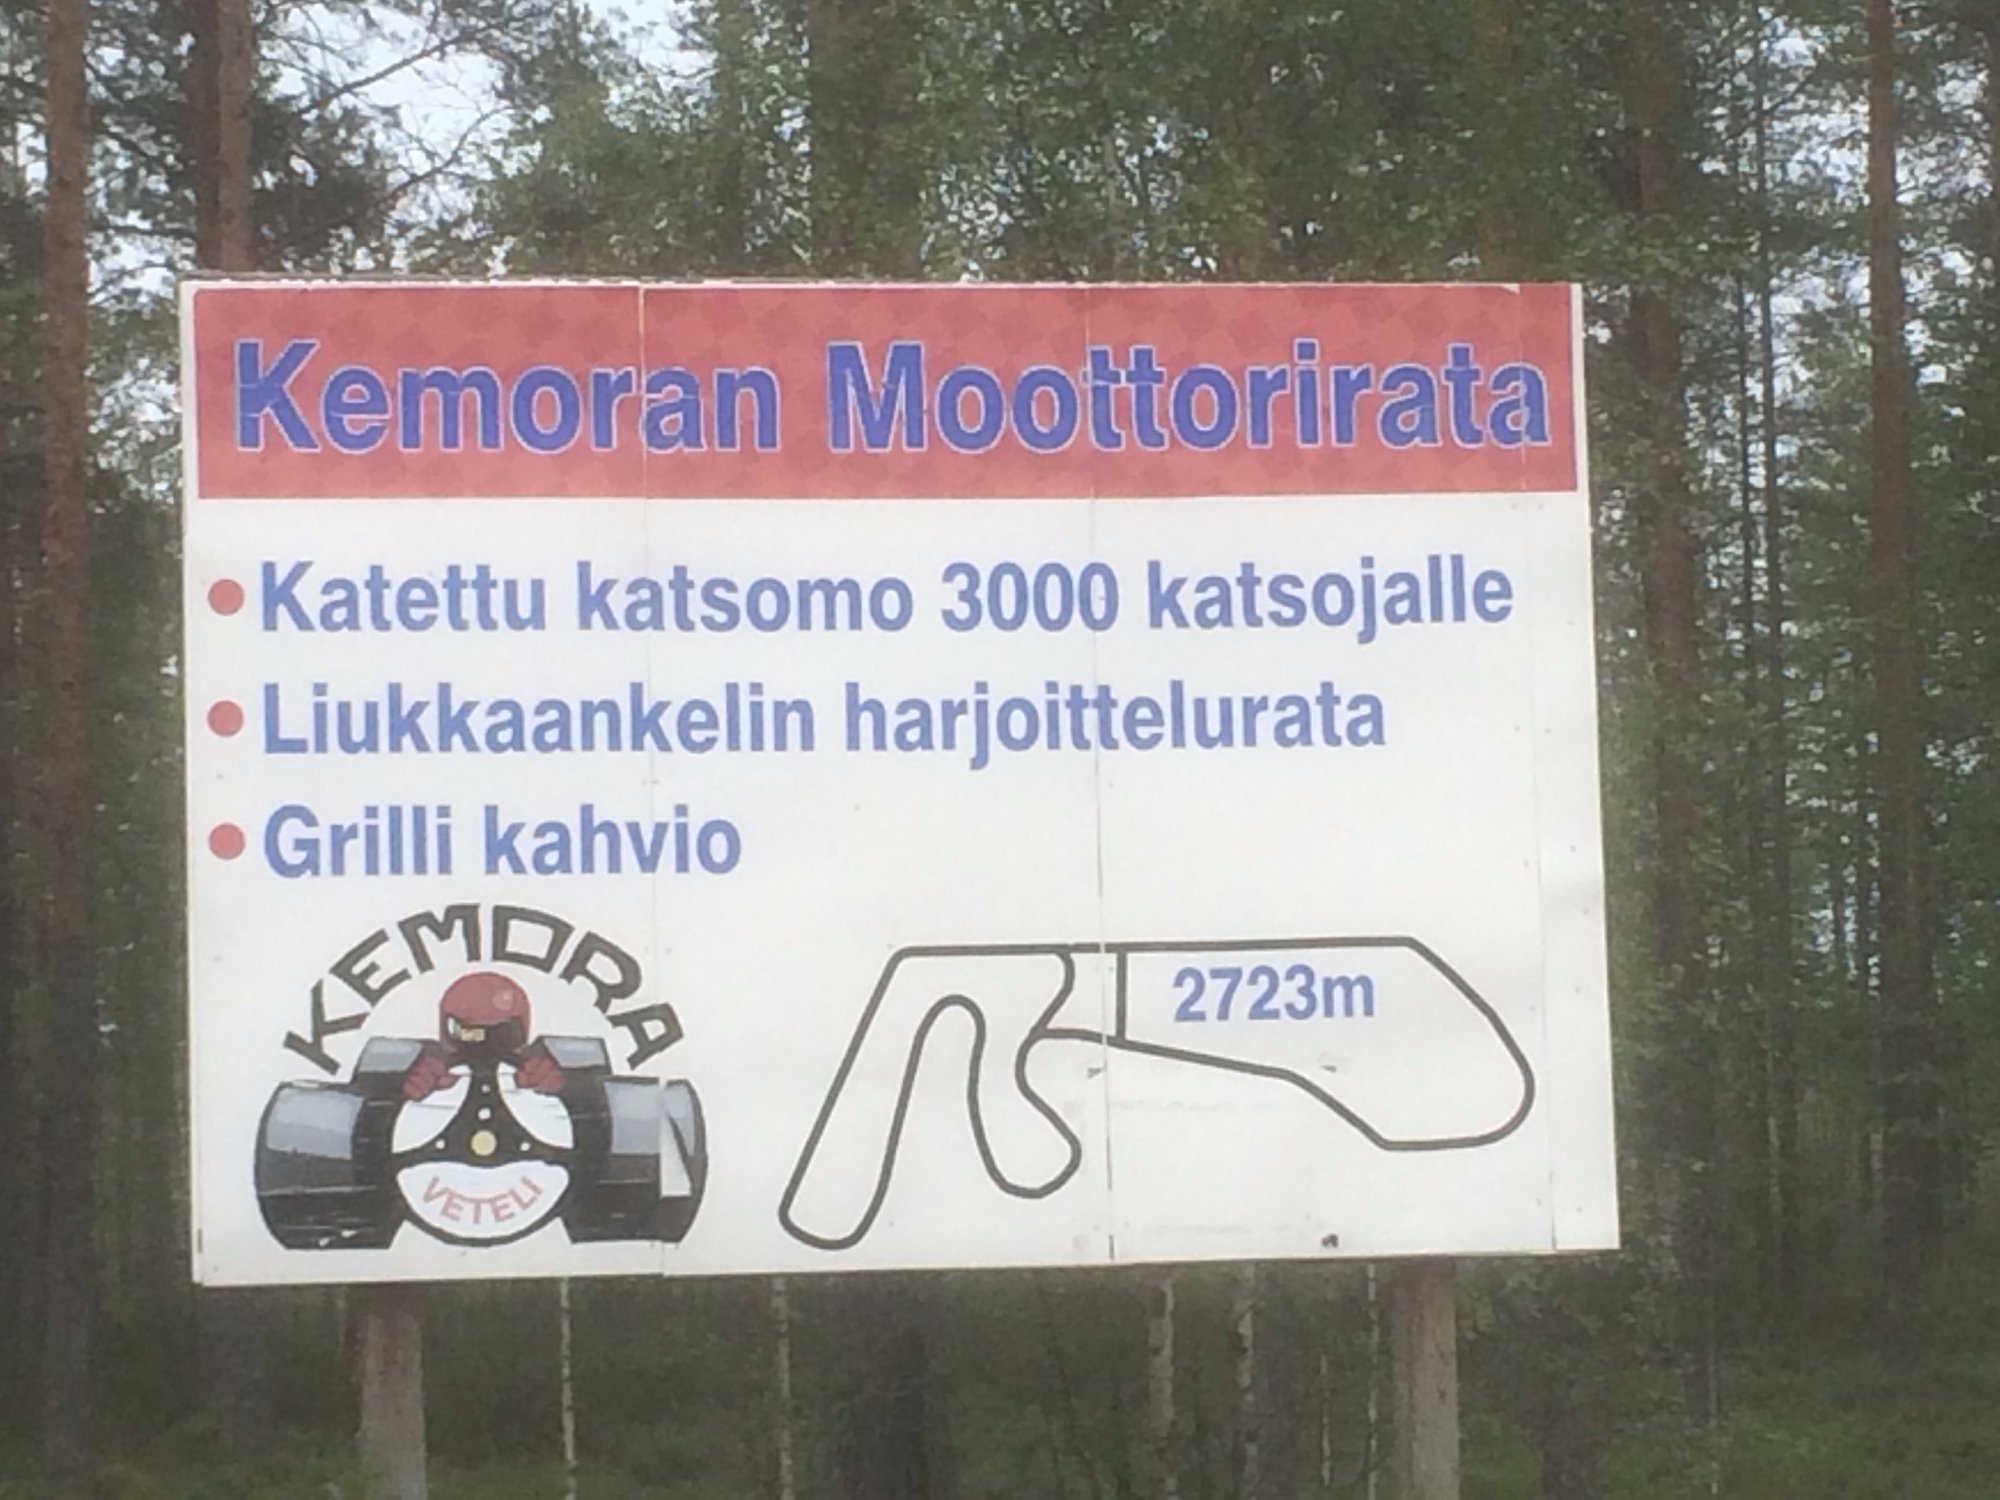 Kemoran Moottorirata
• Katettu katsomo 3000 katsojalle
• Liukkaankelin harjoittelurata
• Grilli kahvio
KEMORA
VETELI
2723m